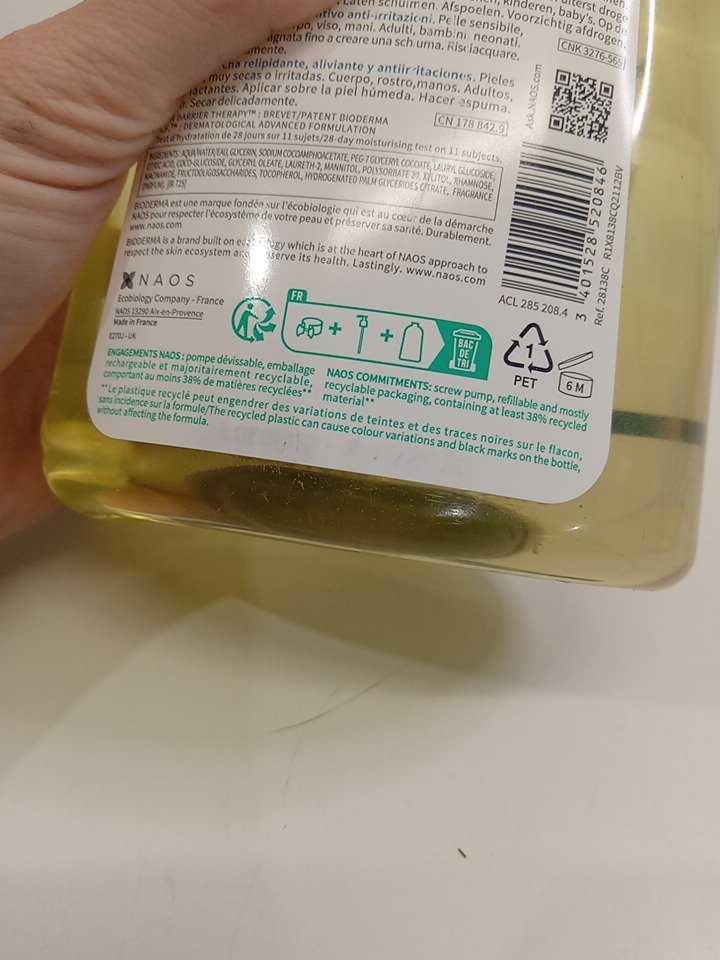 Laten schuimen. Afspoelen. Voorzichtig afdrogen.
anti-irritazioni. Pelle sensibile,
viso, mani. Adulti, bambini neonati.
fino a creare una schiuma. Risciacquare.
CNK 3276-565
relipidante, aliviante y antiirritaciones. Pieles
muy secas o irritadas. Cuerpo, rostro, manos. Adultos,
lactantes. Aplicar sobre la piel húmeda. Hacer espuma.
Secar delicadamente.
BARRIER THERAPY™ : BREVET/PATENT BIODERMA
CN 178 842.9
: DERMATOLOGICAL ADVANCED FORMULATION
Test d'hydratation de 28 jours sur 11 sujets/28-day moisturising test on 11 subjects.
INGREDIENTS: AQUA/WATER/EAU, GLYCERIN, SODIUM COCOAMPHOACETATE, PEG-7 GLYCERYL COCOATE, LAURYL GLUCOSIDE,
CITRIC ACID, COCO-GLUCOSIDE, GLYCERYL OLEATE, LAURETH-2, MANNITOL, POLYSORBATE 20, XYLITOL, RHAMNOSE,
NIACINAMIDE, FRUCTOOLIGOSACCHARIDES, TOCOPHEROL, HYDROGENATED PALM GLYCERIDES CITRATE, FRAGRANCE
(PARFUM). [BI 725]
BIODERMA est une marque fondée sur l'écobiologie qui est au cœur de la démarche
NAOS pour respecter l'écosystème de votre peau et préserver sa santé. Durablement.
www.naos.com
BIODERMA is a brand built on ecobiology which is at the heart of NAOS approach to
respect the skin ecosystem and preserve its health. Lastingly. www.naos.com
Ask.NAOS.com
3 401528 520846
ACL 285 208.4
Ref. 28138C R1X8138CQ2112BV
NAOS
Ecobiology Company - France
NAOS 13290 Aix-en-Provence
Made in France
E27DJ - UK
FR
BAC
DE
TRI
1
PET
6 M
ENGAGEMENTS NAOS : pompe dévissable, emballage
rechargeable et majoritairement recyclable,
comportant au moins 38% de matières recyclées**
NAOS COMMITMENTS: screw pump, refillable and mostly
recyclable packaging, containing at least 38% recycled
material**
**Le plastique recyclé peut engendrer des variations de teintes et des traces noires sur le flacon,
sans incidence sur la formule/The recycled plastic can cause colour variations and black marks on the bottle,
without affecting the formula.